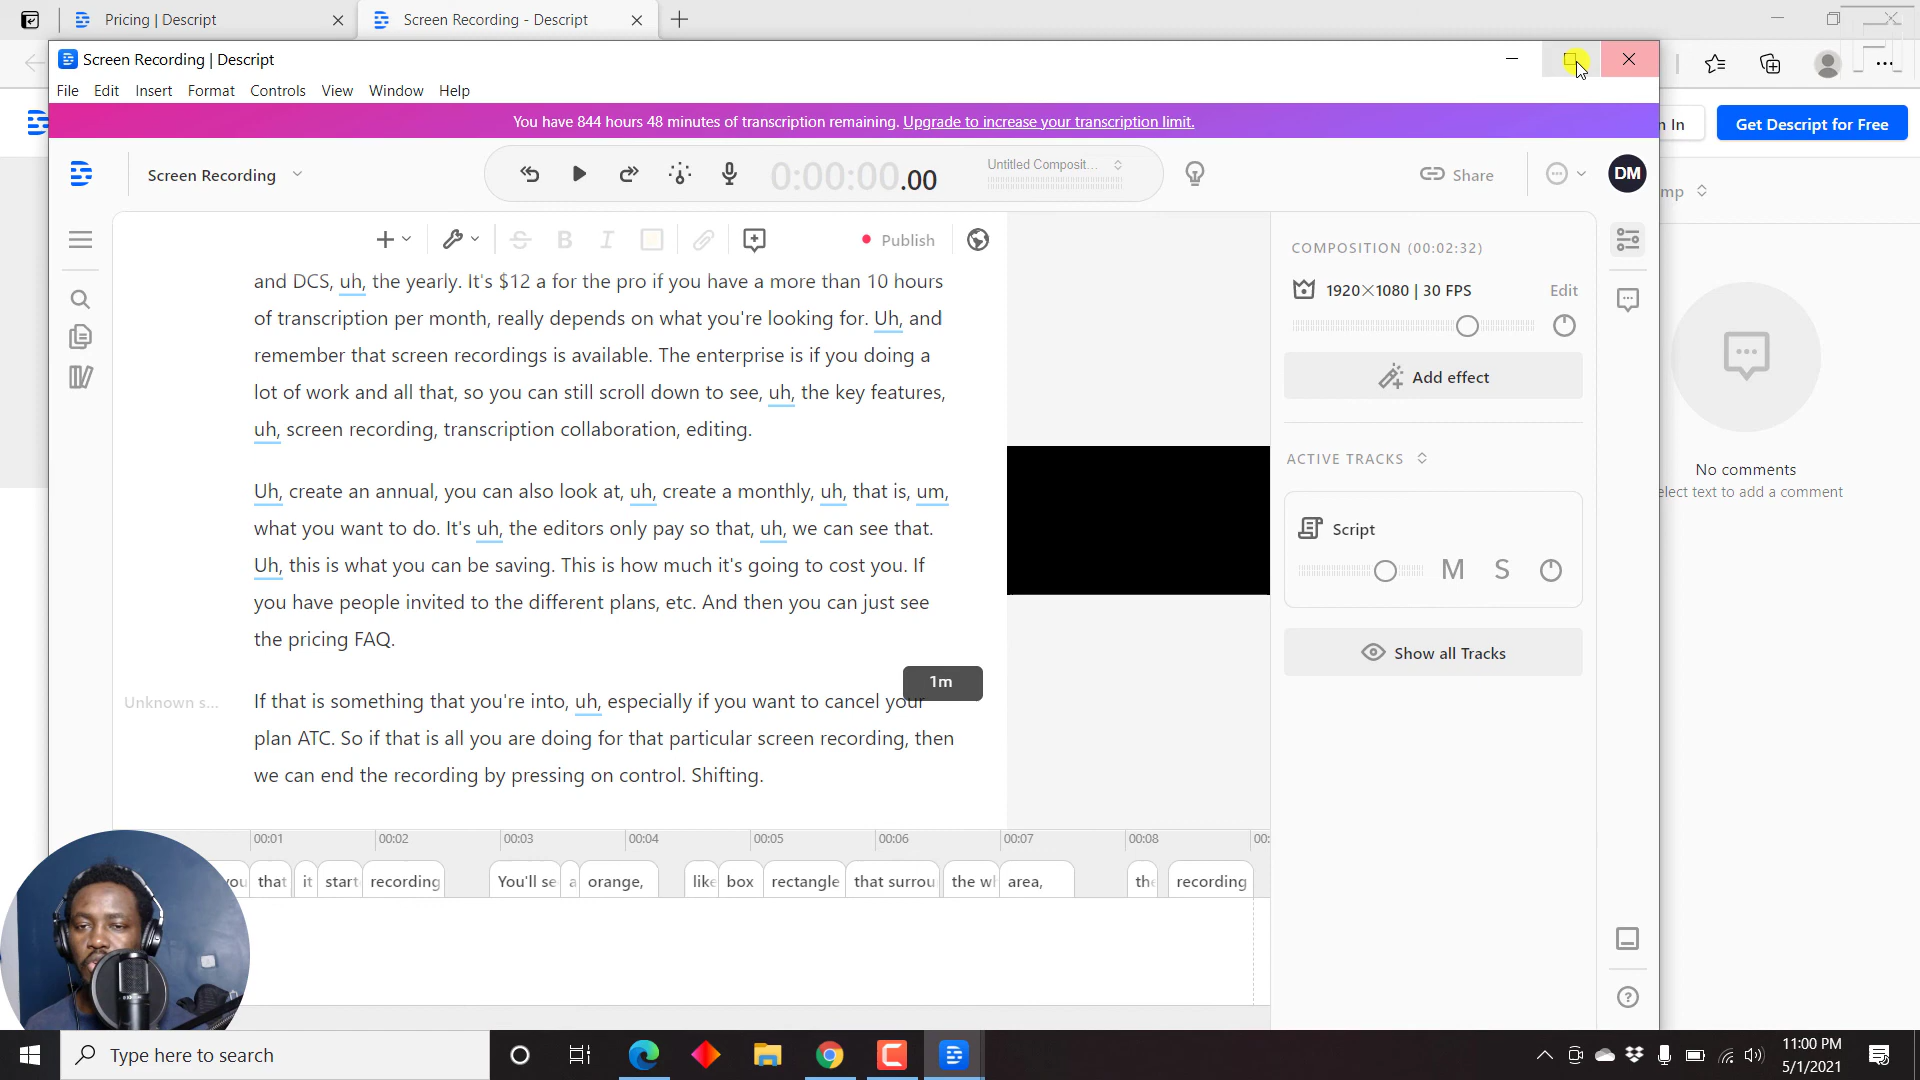 Pricing | Descript
Screen Recording - Descript
Screen Recording | Descript
File Edit Insert Format Controls View Window Help
You have 844 hours 48 minutes of transcription remaining. Upgrade to increase your transcription limit.
n In
Get Descript for Free
Screen Recording
0:00:00.00
Untitled Composit...
Share
DM
mp
B I
Publish
COMPOSITION (00:02:32)
1920×1080 | 30 FPS
Edit
Add effect
ACTIVE TRACKS
Script
M S
Show all Tracks
No comments
elect text to add a comment
and DCS, uh, the yearly. It's $12 a for the pro if you have a more than 10 hours
of transcription per month, really depends on what you're looking for. Uh, and
remember that screen recordings is available. The enterprise is if you doing a
lot of work and all that, so you can still scroll down to see, uh, the key features,
uh, screen recording, transcription collaboration, editing.
Uh, create an annual, you can also look at, uh, create a monthly, uh, that is, um,
what you want to do. It's uh, the editors only pay so that, uh, we can see that.
Uh, this is what you can be saving. This is how much it's going to cost you. If
you have people invited to the different plans, etc. And then you can just see
the pricing FAQ.
1m
Unknown s...
If that is something that you're into, uh, especially if you want to cancel your
plan ATC. So if that is all you are doing for that particular screen recording, then
we can end the recording by pressing on control. Shifting.
00:01 00:02 00:03 00:04 00:05 00:06 00:07 00:08 00:
you that it start recording You'll se a orange, like box rectangle that surrou the wh area, the recording
Type here to search
11:00 PM
5/1/2021